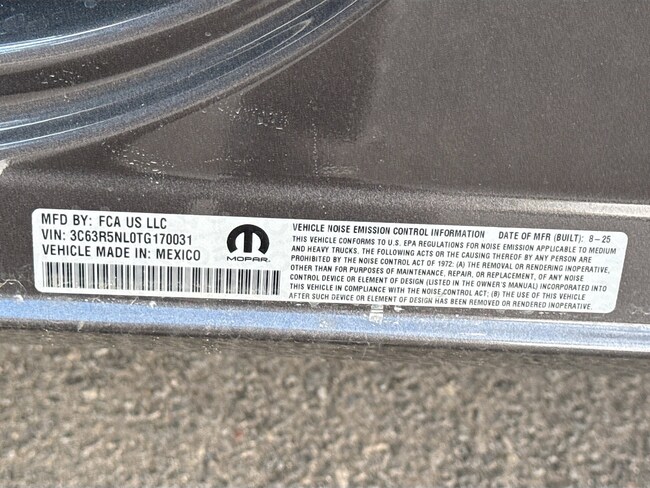 MFD BY: FCA US LLC
VIN: 3C63R5NL0TG170031
VEHICLE MADE IN: MEXICO
MOPAR.
VEHICLE NOISE EMISSION CONTROL INFORMATION DATE OF MFR (BUILT): 8-25
THIS VEHICLE CONFORMS TO U.S. EPA REGULATIONS FOR NOISE EMISSION APPLICABLE TO MEDIUM
AND HEAVY TRUCKS. THE FOLLOWING ACTS OR THE CAUSING THEREOF BY ANY PERSON ARE
PROHIBITED BY THE NOISE CONTROL ACT OF 1972: (A) THE REMOVAL OR RENDERING INOPERATIVE,
OTHER THAN FOR PURPOSES OF MAINTENANCE, REPAIR, OR REPLACEMENT, OF ANY NOISE
CONTROL DEVICE OR ELEMENT OF DESIGN (LISTED IN THE OWNER'S MANUAL) INCORPORATED INTO
THIS VEHICLE IN COMPLIANCE WITH THE NOISE CONTROL ACT; (B) THE USE OF THIS VEHICLE
AFTER SUCH DEVICE OR ELEMENT OF DESIGN HAS BEEN REMOVED OR RENDERED INOPERATIVE.